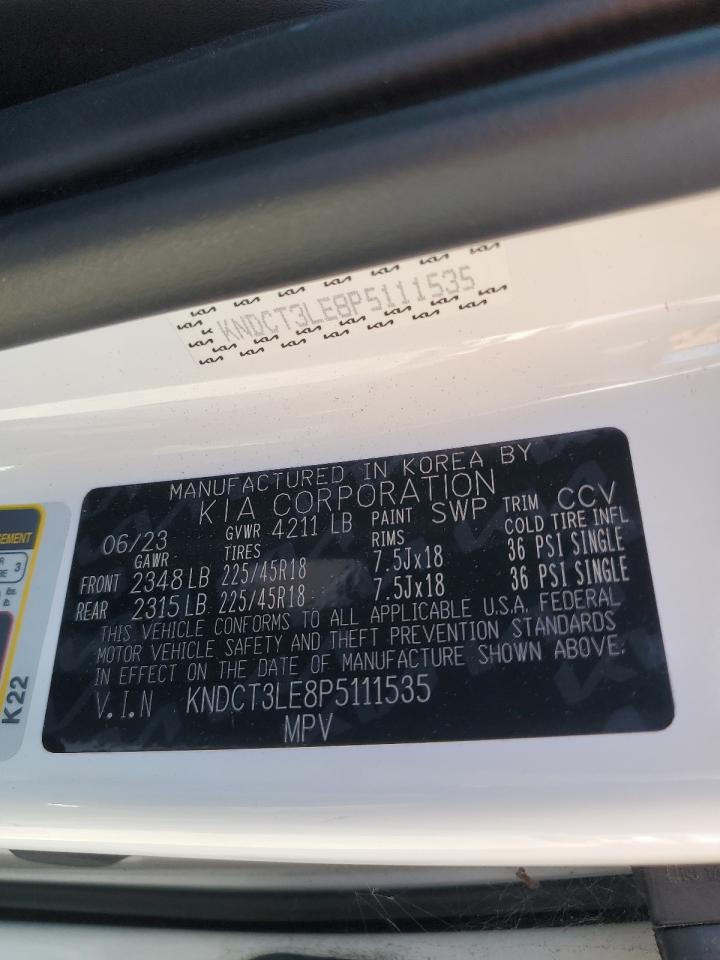 KNDCT3LE8P5111535
MANUFACTURED IN KOREA BY
KIA CORPORATION
06/23 GVWR 4211 LB PAINT SWP TRIM CCV
GAWR TIRES RIMS COLD TIRE INFL
FRONT 2348 LB 225/45R18 7.5Jx18 36 PSI SINGLE
REAR 2315 LB 225/45R18 7.5Jx18 36 PSI SINGLE
THIS VEHICLE CONFORMS TO ALL APPLICABLE U.S.A. FEDERAL
MOTOR VEHICLE SAFETY AND THEFT PREVENTION STANDARDS
IN EFFECT ON THE DATE OF MANUFACTURE SHOWN ABOVE.
V.I.N KNDCT3LE8P5111535
MPV
3
K22